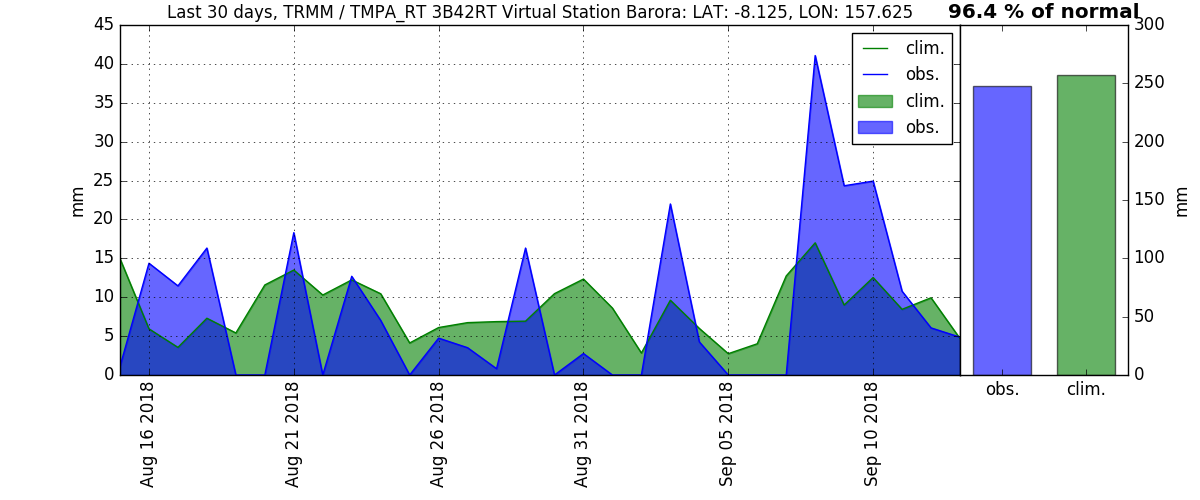 Last 30 days, TRMM / TMPA_RT 3B42RT Virtual Station Barora: LAT: -8.125, LON: 157.625
96.4 % of normal
45
40
35
30
25
20
15
10
5
0
mm
clim.
obs.
clim.
obs.
Aug 16 2018
Aug 21 2018
Aug 26 2018
Aug 31 2018
Sep 05 2018
Sep 10 2018
300
250
200
150
100
50
0
mm
obs.
clim.